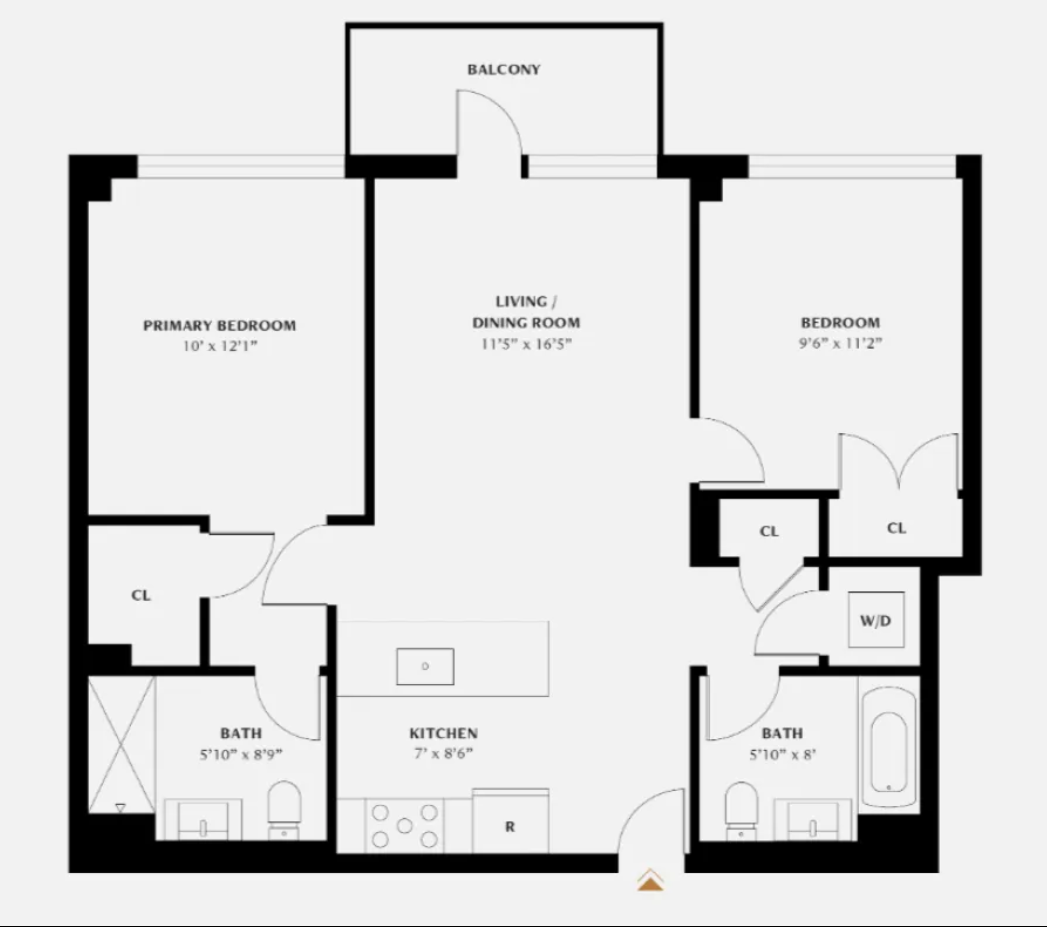 BALCONY
PRIMARY BEDROOM
10' x 12'1"
LIVING /
DINING ROOM
11'5" x 16'5"
BEDROOM
9'6" x 11'2"
CL
CL
CL
W/D
BATH
5'10" x 8'9"
KITCHEN
7' x 8'6"
R
BATH
5'10" x 8'